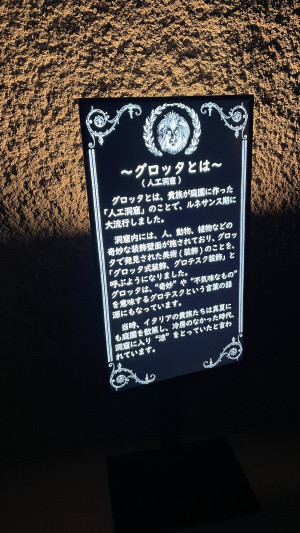 ～グロッタとは～
（人工洞窟）
グロッタとは、貴族が庭園に作った
「人工洞窟」のことで、ルネサンス期に
大流行しました。
洞窟内には、人、動物、植物などの
奇妙な装飾壁面が施されており、グロッ
タで発見された美術（装飾）のことを、
「グロッタ式装飾、グロテスク装飾」と
呼ぶようになりました。
グロッタは、“奇妙”や“不気味なもの”
を意味するグロテスクという言葉の語
源にもなっています。
当時、イタリアの貴族たちは真夏に
も庭園を散策し、冷房のなかった時代、
洞窟に入り“涼”をとっていたと言わ
れています。